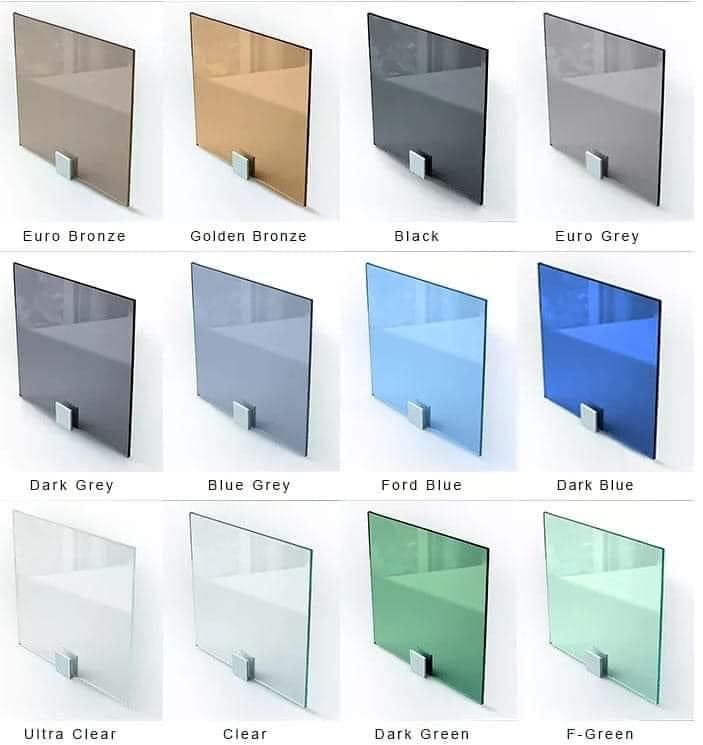 Euro Bronze
Golden Bronze
Black
Euro Grey
Dark Grey
Blue Grey
Ford Blue
Dark Blue
Ultra Clear
Clear
Dark Green
F-Green